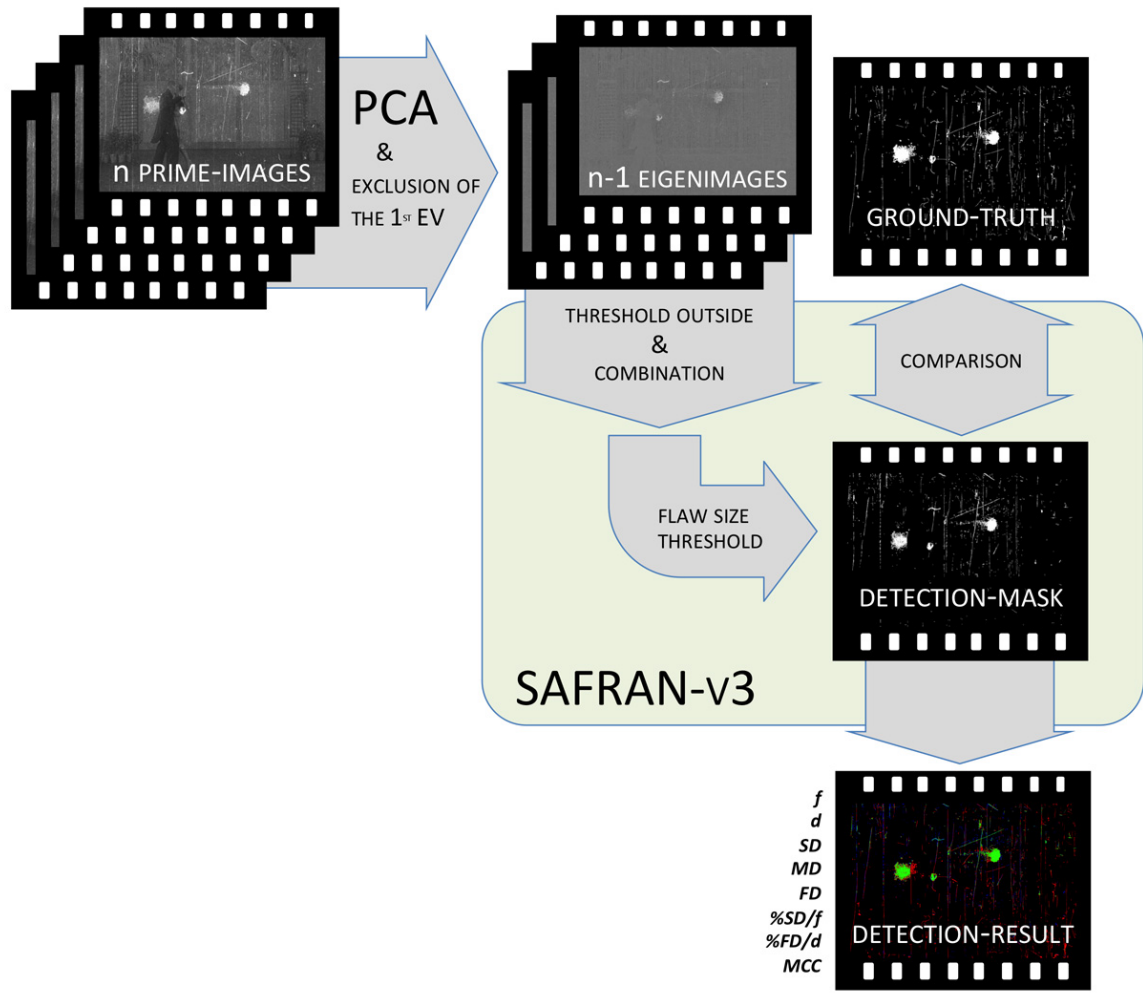 n PRIME-IMAGES
PCA
&
EXCLUSION OF
THE 1ST EV
n-1 EIGENIMAGES
GROUND-TRUTH
THRESHOLD OUTSIDE
&
COMBINATION
COMPARISON
FLAW SIZE
THRESHOLD
DETECTION-MASK
SAFRAN-V3
f
d
SD
MD
FD
%SD/f
%FD/d
MCC
DETECTION-RESULT